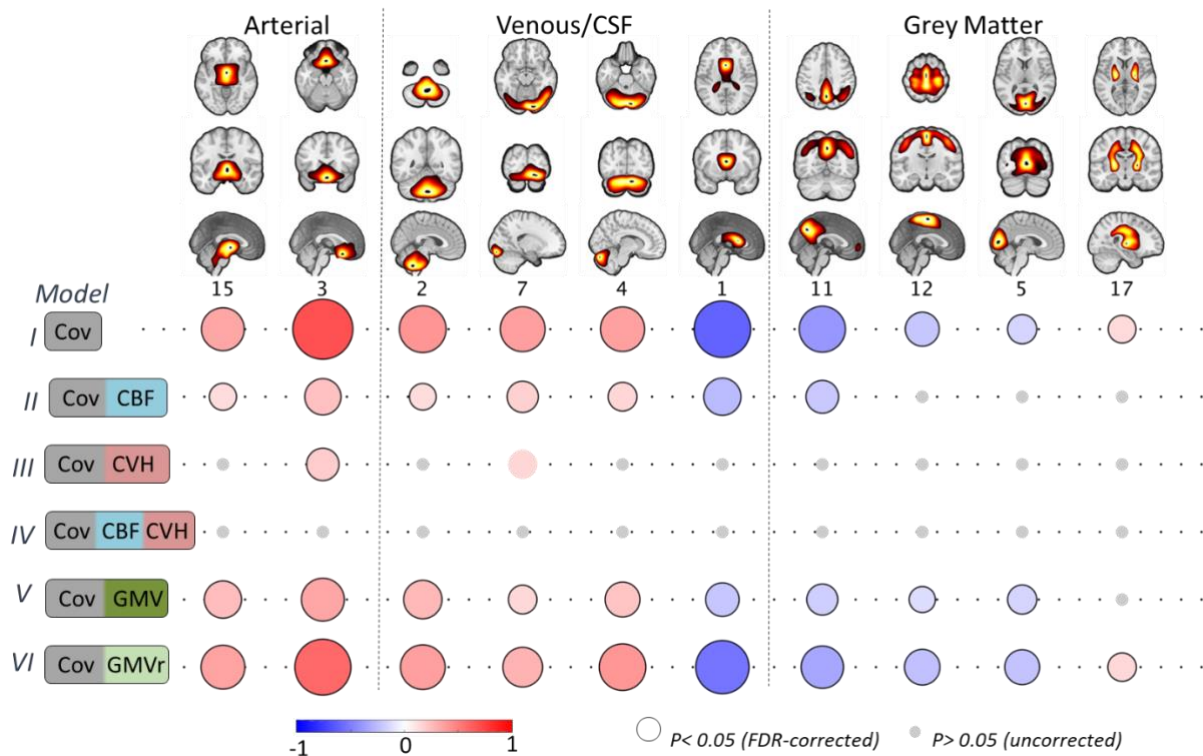 Arterial Venous/CSF Grey Matter
Model 15 3 2 7 4 1 11 12 5 17
I Cov
II Cov CBF
III Cov CVH
IV Cov CBF CVH
V Cov GMV
VI Cov GMVr
-1 0 1 P< 0.05 (FDR-corrected) P> 0.05 (uncorrected)